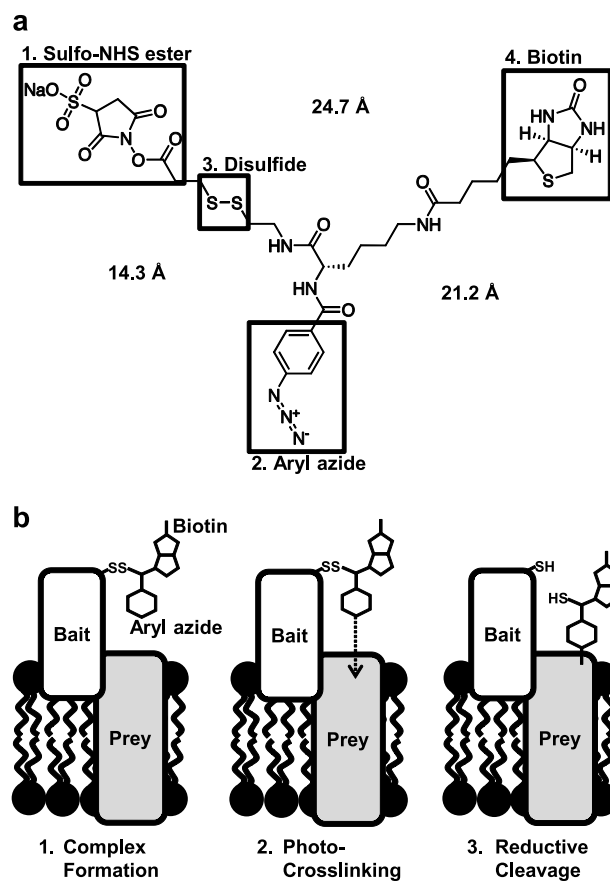 a
1. Sulfo-NHS ester
4. Biotin
O
O
NaO
S
O
O
24.7 Å
HN
NH
N
H
H
O
O
3. Disulfide
O
S
O
S–S
O
N
H
N
H
O
14.3 Å
HN
21.2 Å
O
N
N+
N-
2. Aryl azide
b
Biotin
SS
SS
SH
HS
Bait
Aryl azide
Bait
Bait
Prey
Prey
Prey
1. Complex
Formation
2. Photo-
Crosslinking
3. Reductive
Cleavage